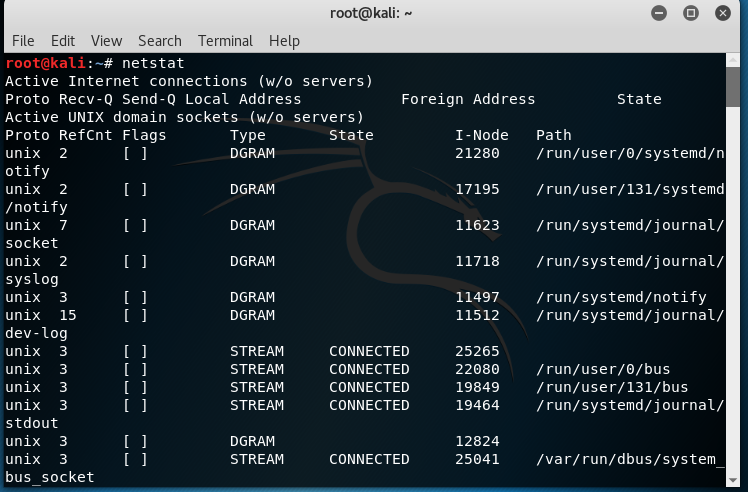 root@kali: ~
File Edit View Search Terminal Help
root@kali:~# netstat
Active Internet connections (w/o servers)
Proto Recv-Q Send-Q Local Address           Foreign Address         State
Active UNIX domain sockets (w/o servers)
Proto RefCnt Flags       Type       State         I-Node   Path
unix  2      [ ]         DGRAM                    21280    /run/user/0/systemd/n
otify
unix  2      [ ]         DGRAM                    17195    /run/user/131/systemd
/notify
unix  7      [ ]         DGRAM                    11623    /run/systemd/journal/
socket
unix  2      [ ]         DGRAM                    11718    /run/systemd/journal/
syslog
unix  3      [ ]         DGRAM                    11497    /run/systemd/notify
unix  15     [ ]         DGRAM                    11512    /run/systemd/journal/
dev-log
unix  3      [ ]         STREAM     CONNECTED     25265
unix  3      [ ]         STREAM     CONNECTED     22080    /run/user/0/bus
unix  3      [ ]         STREAM     CONNECTED     19849    /run/user/131/bus
unix  3      [ ]         STREAM     CONNECTED     19464    /run/systemd/journal/
stdout
unix  3      [ ]         DGRAM                    12824
unix  3      [ ]         STREAM     CONNECTED     25041    /var/run/dbus/system_
bus_socket